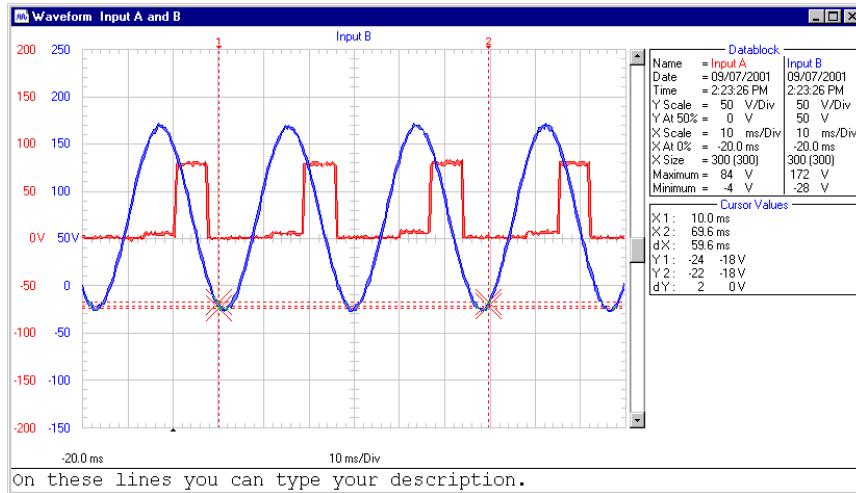 Waveform Input A and B
Input B
1 2
200 250
150 200
100 150
50 100
0V 50V
-50 0
-100 -50
-150 -100
-200 -150
-20.0 ms 10 ms/Div
Datablock
Name = Input A Input B
Date = 09/07/2001 09/07/2001
Time = 2:23:26 PM 2:23:26 PM
Y Scale = 50 V/Div 50 V/Div
Y At 50% = 0 V 50 V
X Scale = 10 ms/Div 10 ms/Div
X At 0% = -20.0 ms -20.0 ms
X Size = 300 (300) 300 (300)
Maximum = 84 V 172 V
Minimum = -4 V -28 V
Cursor Values
X1: 10.0 ms
X2: 69.6 ms
dX: 59.6 ms
Y1: -24 -18 V
Y2: -22 -18 V
dY: 2 0 V
On these lines you can type your description.